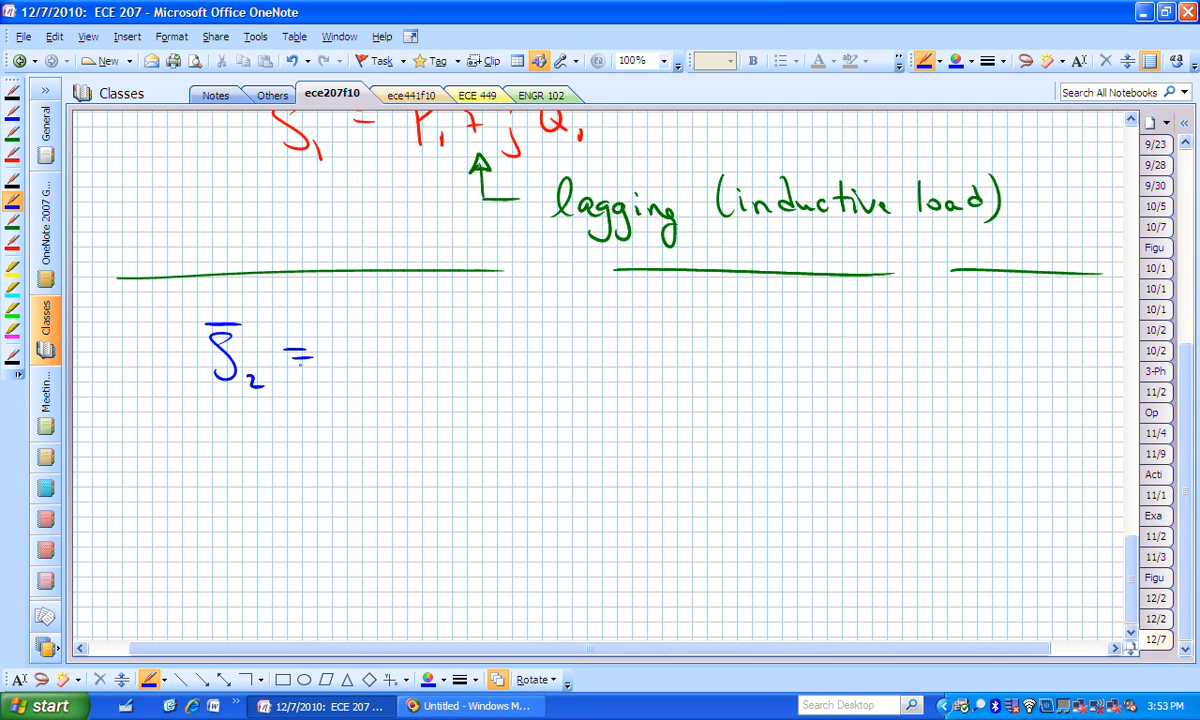 12/7/2010: ECE 207 - Microsoft Office OneNote
File Edit View Insert Format Share Tools Table Window Help
New Task Tag Clip 100% B A ab
Classes Notes Others ece207f10 ece441f10 ECE 449 ENGR 102 Search All Notebooks
General
OneNote 2007 G...
Classes
Meetin...
S₁ = P₁ + j Q₁
lagging (inductive load)
S̅₂ =
9/23
9/28
9/30
10/5
10/7
Figu
10/1
10/1
10/1
10/2
10/2
3-Ph
11/2
Op
11/4
11/9
Acti
11/1
Exa
11/2
11/3
Figu
12/2
12/2
12/7
Rotate
start 12/7/2010: ECE 207 ... Untitled - Windows M... Search Desktop 3:53 PM